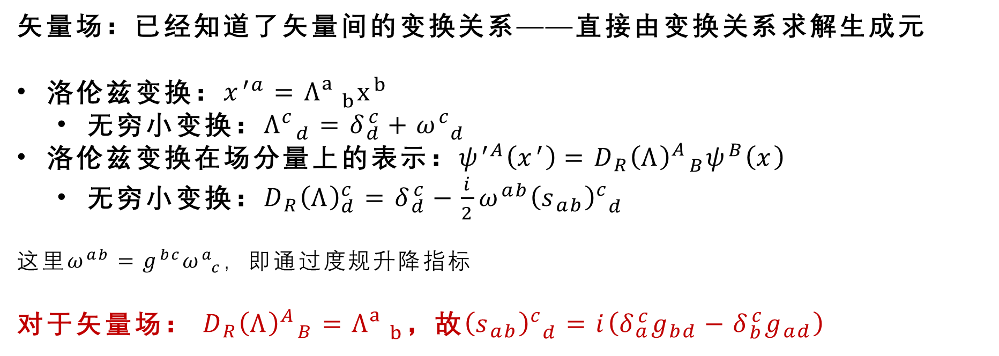 矢量场：已经知道了矢量间的变换关系——直接由变换关系求解生成元
• 洛伦兹变换：$x'^a = \Lambda^a{}_b x^b$
• 无穷小变换：$\Lambda^c{}_d = \delta^c_d + \omega^c{}_d$
• 洛伦兹变换在场分量上的表示：$\psi'^A(x') = D_R(\Lambda)^A{}_B \psi^B(x)$
• 无穷小变换：$D_R(\Lambda)^c_d = \delta^c_d - \frac{i}{2}\omega^{ab}(s_{ab})^c{}_d$
这里$\omega^{ab} = g^{bc}\omega^a{}_c$，即通过度规升降指标
对于矢量场： $D_R(\Lambda)^A{}_B = \Lambda^a{}_b$，故$(s_{ab})^c{}_d = i(\delta^c_a g_{bd} - \delta^c_b g_{ad})$